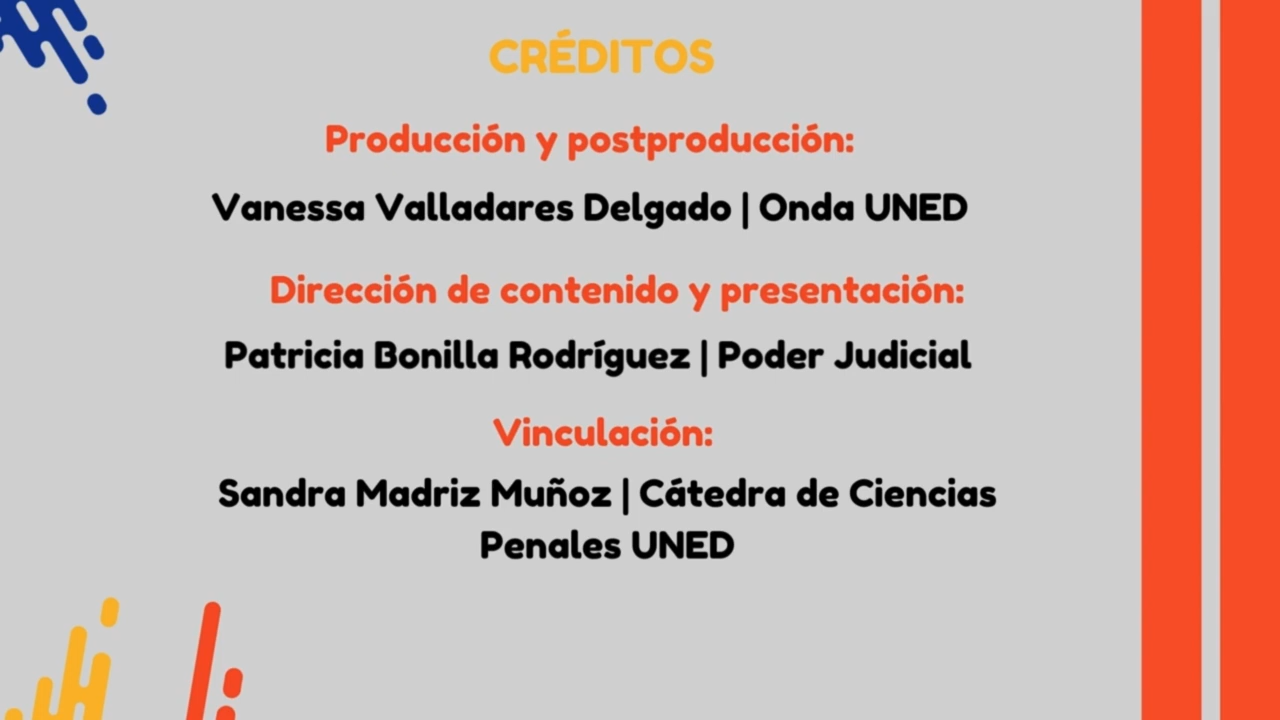 CRÉDITOS
Producción y postproducción:
Vanessa Valladares Delgado | Onda UNED
Dirección de contenido y presentación:
Patricia Bonilla Rodríguez | Poder Judicial
Vinculación:
Sandra Madriz Muñoz | Cátedra de Ciencias
Penales UNED